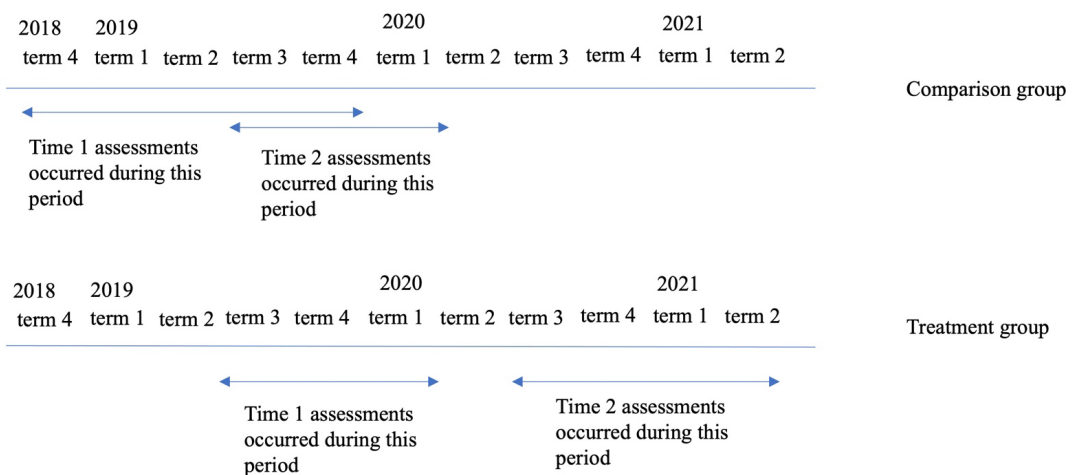 2018 2019 2020 2021
term 4 term 1 term 2 term 3 term 4 term 1 term 2 term 3 term 4 term 1 term 2
Comparison group
Time 1 assessments
occurred during this
period
Time 2 assessments
occurred during this
period
2018 2019 2020 2021
term 4 term 1 term 2 term 3 term 4 term 1 term 2 term 3 term 4 term 1 term 2
Treatment group
Time 1 assessments
occurred during this
period
Time 2 assessments
occurred during this
period